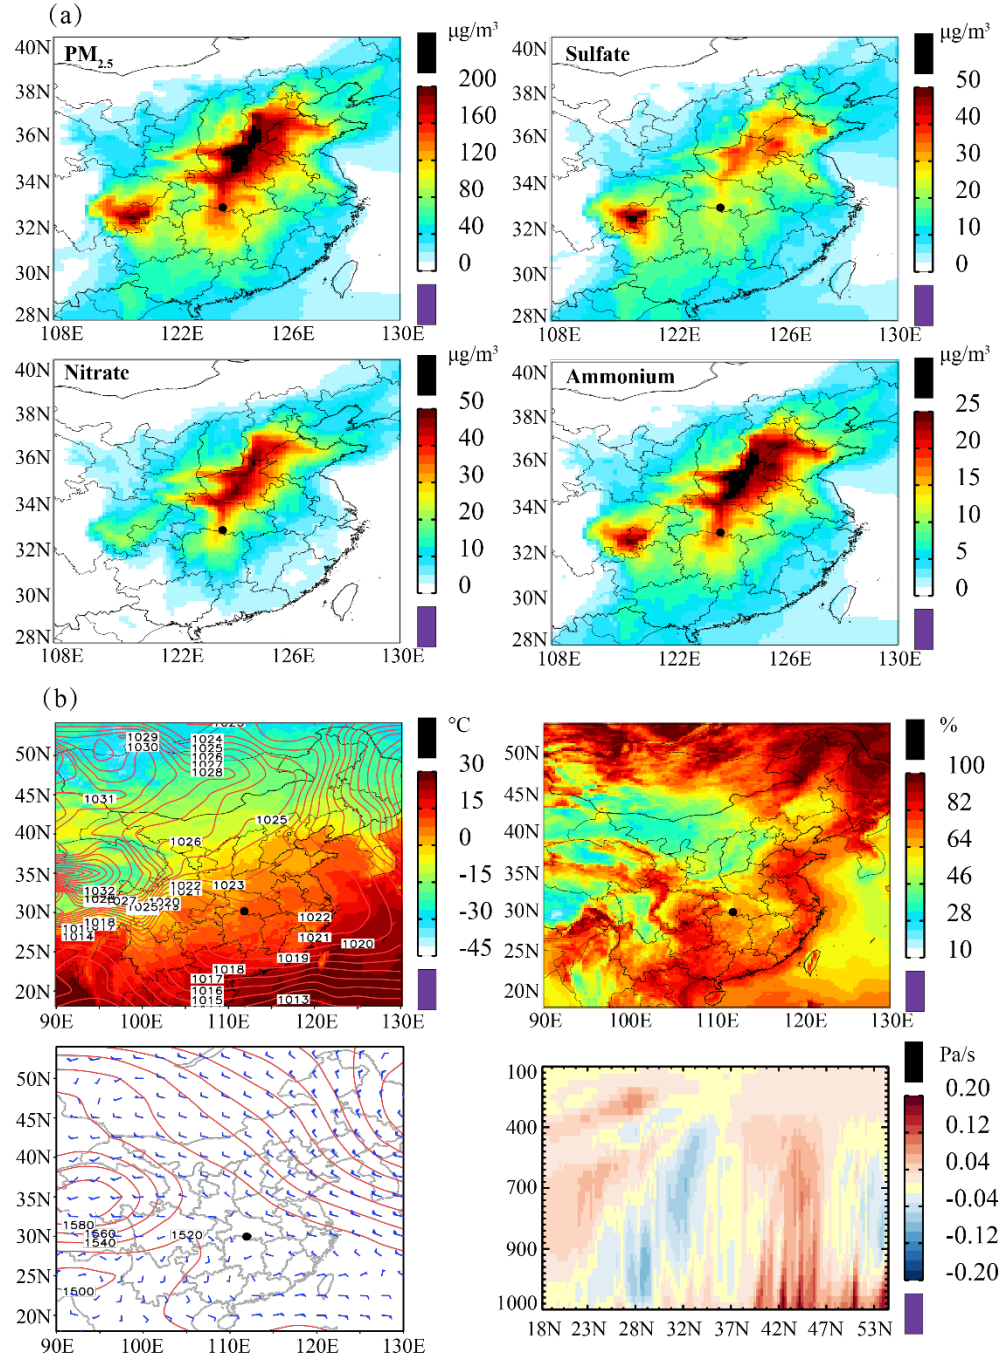 (a)
μg/m³
μg/m³
40N
PM2.5
200
38N
160
36N
120
34N
80
32N
40
30N
0
28N
108E
122E
126E
130E
40N
Sulfate
50
38N
40
36N
30
34N
20
32N
10
30N
0
28N
108E
122E
126E
130E
μg/m³
μg/m³
40N
Nitrate
50
38N
40
36N
30
34N
20
32N
10
30N
0
28N
108E
122E
126E
130E
40N
Ammonium
25
38N
20
36N
15
34N
10
32N
5
30N
0
28N
108E
122E
126E
130E
(b)
°C
50N
45N
40N
35N
30N
25N
20N
90E
100E
110E
120E
130E
1029
1030
1024
1025
1026
1028
1031
1025
1026
1032
1022
1023
1020
1025
1018
1014
1022
1021
1020
1019
1018
1017
1016
1015
1013
30
15
0
-15
-30
-45
%
50N
45N
40N
35N
30N
25N
20N
90E
100E
110E
120E
130E
100
82
64
46
28
10
50N
45N
40N
35N
30N
25N
20N
90E
100E
110E
120E
130E
1580
1560
1540
1520
1500
Pa/s
100
400
700
900
1000
18N
23N
28N
32N
37N
42N
47N
53N
0.20
0.12
0.04
-0.04
-0.12
-0.20